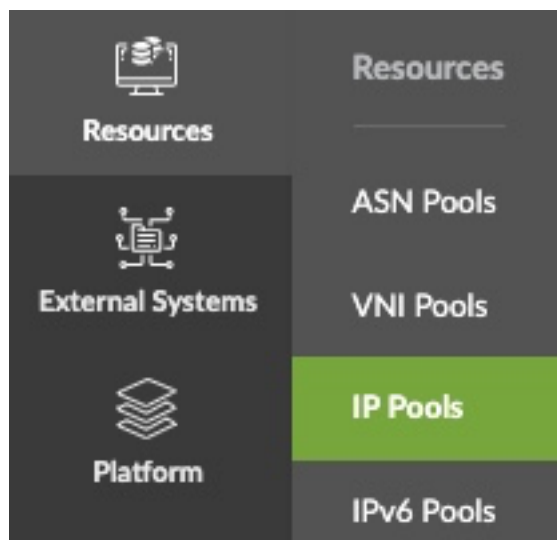 Resources
External Systems
Platform
Resources
ASN Pools
VNI Pools
IP Pools
IPv6 Pools